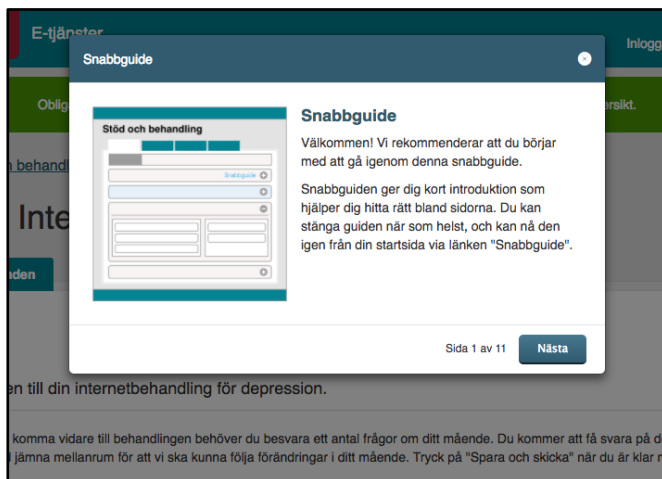 E-tjänster
Inlogg
Snabbguide
Oblig
ersikt.
Stöd och behandling
Snabbguide
Snabbguide
Välkommen! Vi rekommenderar att du börjar
med att gå igenom denna snabbguide.
Snabbguiden ger dig kort introduktion som
hjälper dig hitta rätt bland sidorna. Du kan
stänga guiden när som helst, och kan nå den
igen från din startsida via länken "Snabbguide".
behandl
Inte
nden
Sida 1 av 11 Nästa
en till din internetbehandling för depression.
komma vidare till behandlingen behöver du besvara ett antal frågor om ditt mående. Du kommer att få svara på de
jämna mellanrum för att vi ska kunna följa förändringar i ditt mående. Tryck på "Spara och skicka" när du är klar